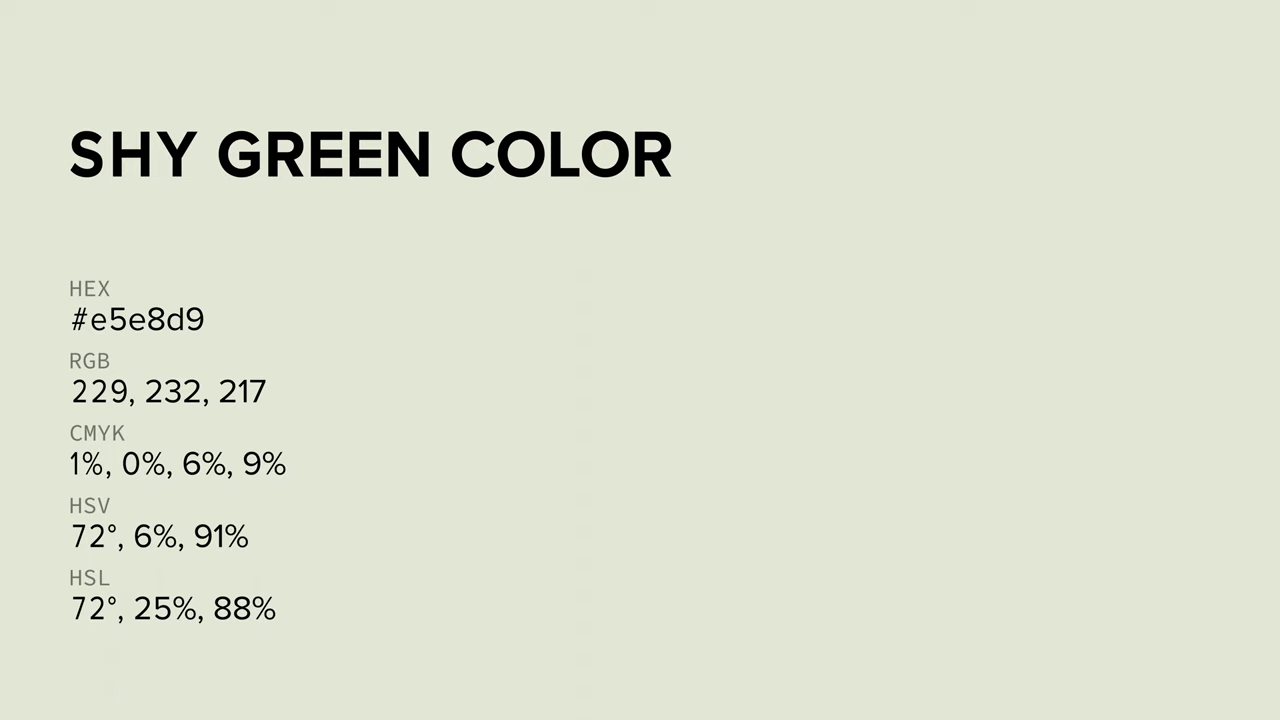 SHY GREEN COLOR
HEX
#e5e8d9
RGB
229, 232, 217
CMYK
1%, 0%, 6%, 9%
HSV
72°, 6%, 91%
HSL
72°, 25%, 88%